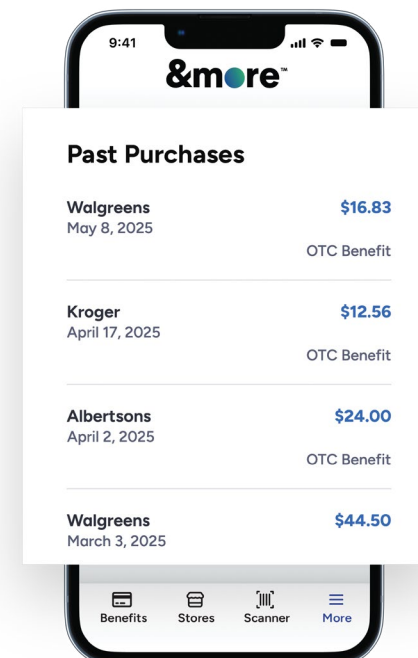 9:41
&more™
Past Purchases
Walgreens $16.83
May 8, 2025
OTC Benefit
Kroger $12.56
April 17, 2025
OTC Benefit
Albertsons $24.00
April 2, 2025
OTC Benefit
Walgreens $44.50
March 3, 2025
Benefits Stores Scanner More